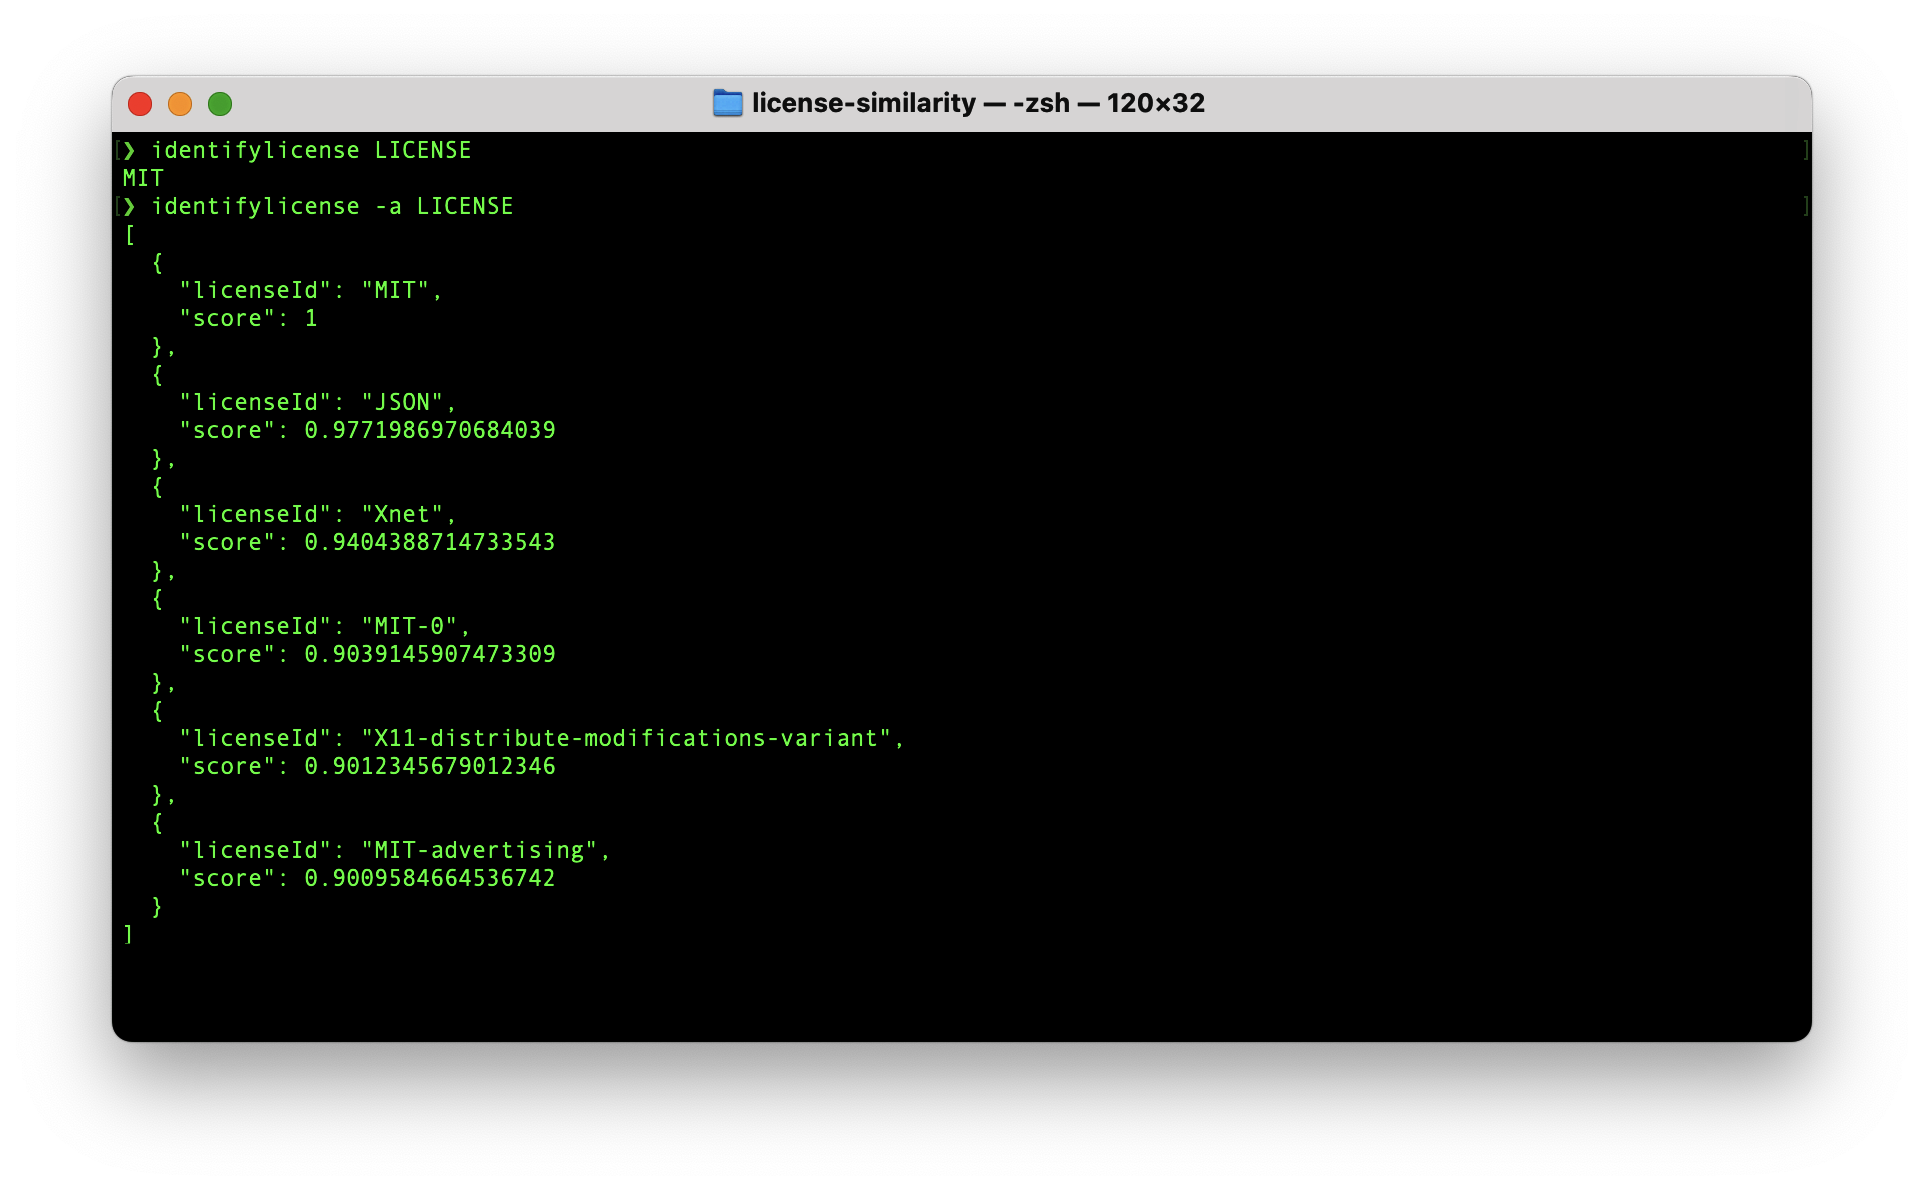 license-similarity — -zsh — 120×32
[❯ identifylicense LICENSE ]
MIT
[❯ identifylicense -a LICENSE ]
[
  {
    "licenseId": "MIT",
    "score": 1
  },
  {
    "licenseId": "JSON",
    "score": 0.9771986970684039
  },
  {
    "licenseId": "Xnet",
    "score": 0.9404388714733543
  },
  {
    "licenseId": "MIT-0",
    "score": 0.9039145907473309
  },
  {
    "licenseId": "X11-distribute-modifications-variant",
    "score": 0.9012345679012346
  },
  {
    "licenseId": "MIT-advertising",
    "score": 0.9009584664536742
  }
]